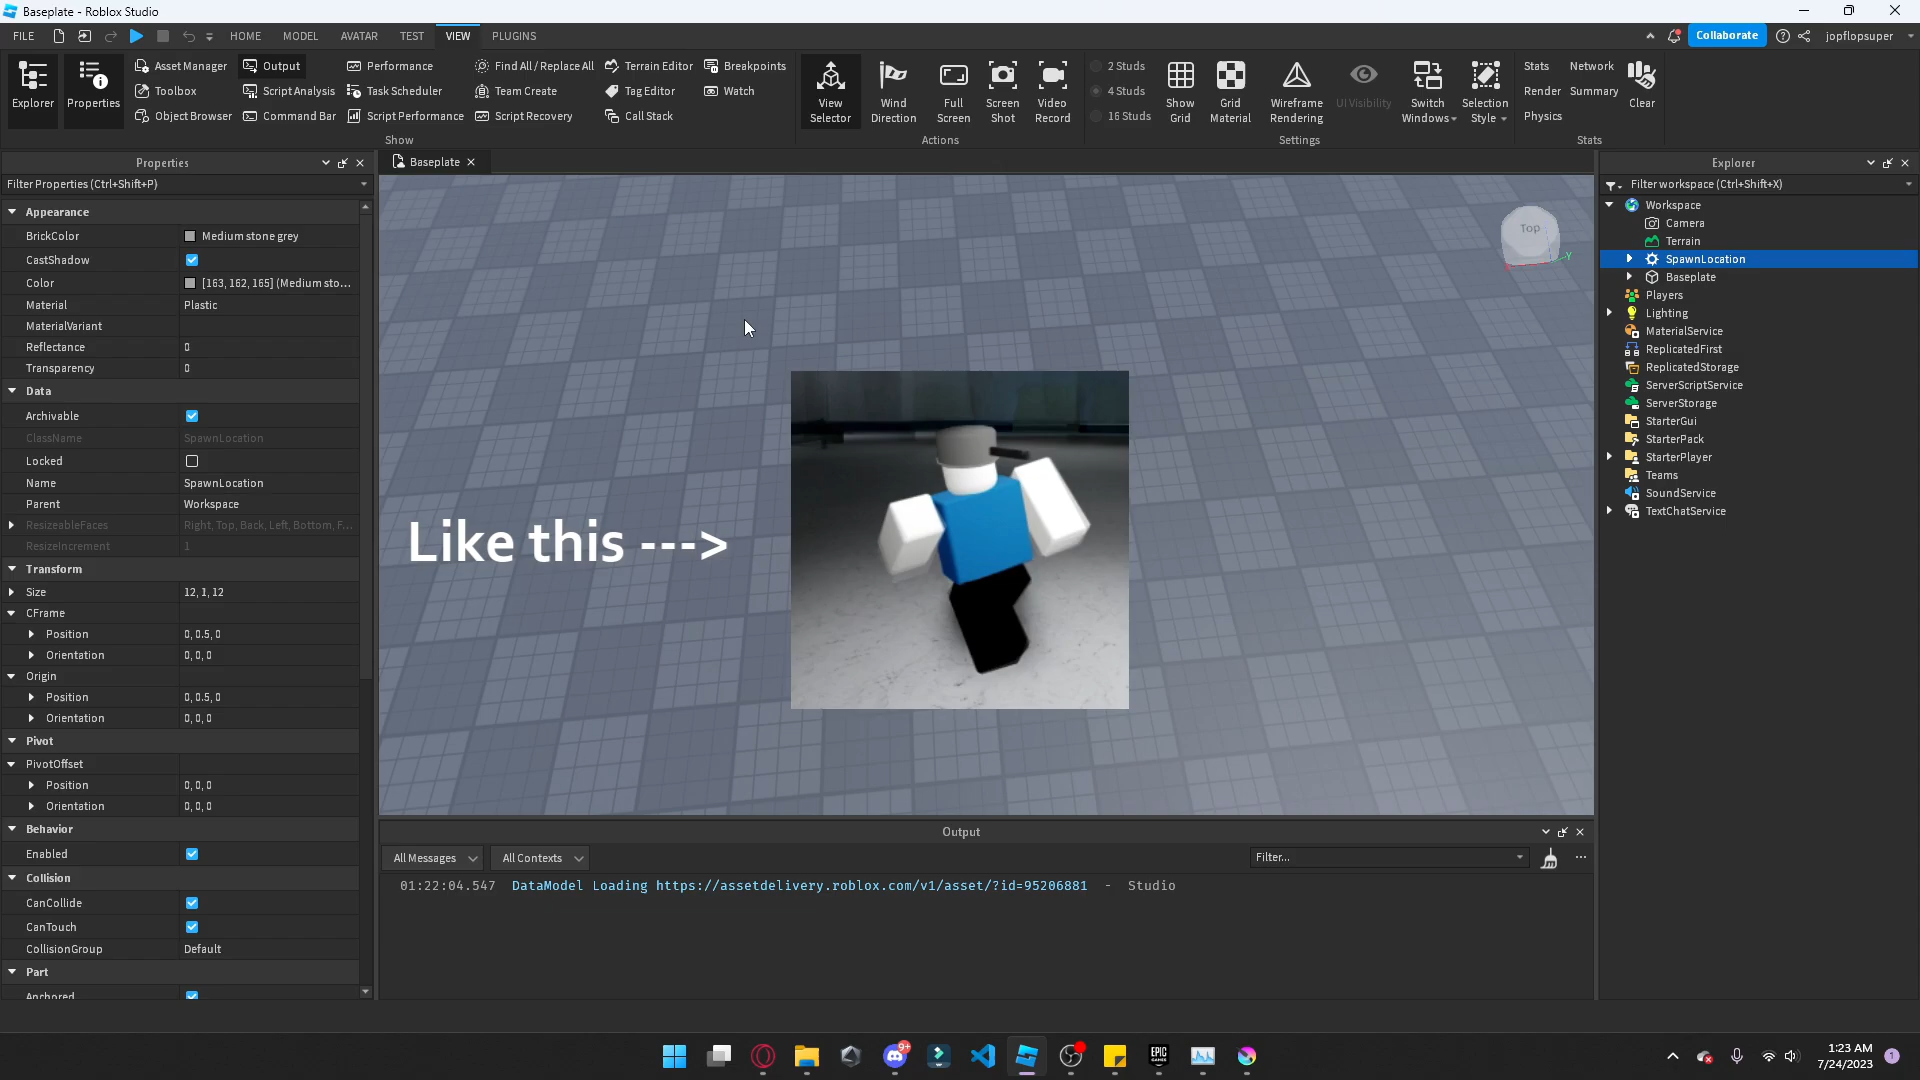 Baseplate - Roblox Studio
FILE HOME MODEL AVATAR TEST VIEW PLUGINS Collaborate jopflopsuper
Explorer
Properties
Asset Manager
Output
Performance
Find All / Replace All
Terrain Editor
Breakpoints
Toolbox
Script Analysis
Task Scheduler
Team Create
Tag Editor
Watch
Object Browser
Command Bar
Script Performance
Script Recovery
Call Stack
Show
View
Selector
Wind
Direction
Full
Screen
Screen
Shot
Video
Record
Actions
2 Studs
4 Studs
16 Studs
Show
Grid
Grid
Material
Wireframe
Rendering
UI Visibility
Switch
Windows
Selection
Style
Settings
Stats
Network
Render
Summary
Physics
Clear
Stats
Properties
Filter Properties (Ctrl+Shift+P)
Appearance
BrickColor Medium stone grey
CastShadow
Color [163, 162, 165] (Medium sto...
Material Plastic
MaterialVariant
Reflectance 0
Transparency 0
Data
Archivable
ClassName SpawnLocation
Locked
Name SpawnLocation
Parent Workspace
ResizeableFaces Right, Top, Back, Left, Bottom, F...
ResizeIncrement 1
Transform
Size 12, 1, 12
CFrame
Position 0, 0.5, 0
Orientation 0, 0, 0
Origin
Position 0, 0.5, 0
Orientation 0, 0, 0
Pivot
PivotOffset
Position 0, 0, 0
Orientation 0, 0, 0
Behavior
Enabled
Collision
CanCollide
CanTouch
CollisionGroup Default
Part
Anchored
Baseplate
Top
Y
Like this --->
Output
All Messages
All Contexts
Filter...
01:22:04.547 DataModel Loading https://assetdelivery.roblox.com/v1/asset/?id=95206881 - Studio
Explorer
Filter workspace (Ctrl+Shift+X)
Workspace
Camera
Terrain
SpawnLocation
Baseplate
Players
Lighting
MaterialService
ReplicatedFirst
ReplicatedStorage
ServerScriptService
ServerStorage
StarterGui
StarterPack
StarterPlayer
Teams
SoundService
TextChatService
9+
EPIC
GAMES
1:23 AM
7/24/2023
1